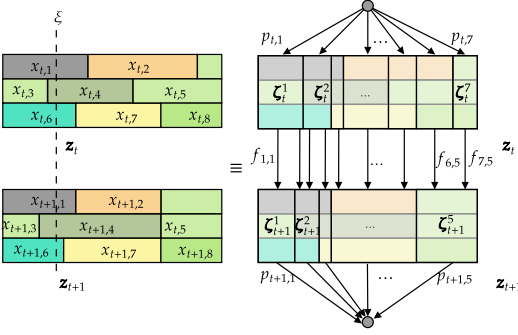 ξ
x_{t,1} x_{t,2}
x_{t,3} x_{t,4} x_{t,5}
x_{t,6} x_{t,7} x_{t,8}
z_t
x_{t+1,1} x_{t+1,2}
x_{t+1,3} x_{t+1,4} x_{t,5}
x_{t+1,6} x_{t+1,7} x_{t+1,8}
z_{t+1}
≡
p_{t,1} ... p_{t,7}
ζ_t^1 ζ_t^2 ... ζ_t^7
z_t
f_{1,1} ... f_{6,5} f_{7,5}
ζ_{t+1}^1 ζ_{t+1}^2 ... ζ_{t+1}^5
p_{t+1,1} ... p_{t+1,5}
z_{t+1}